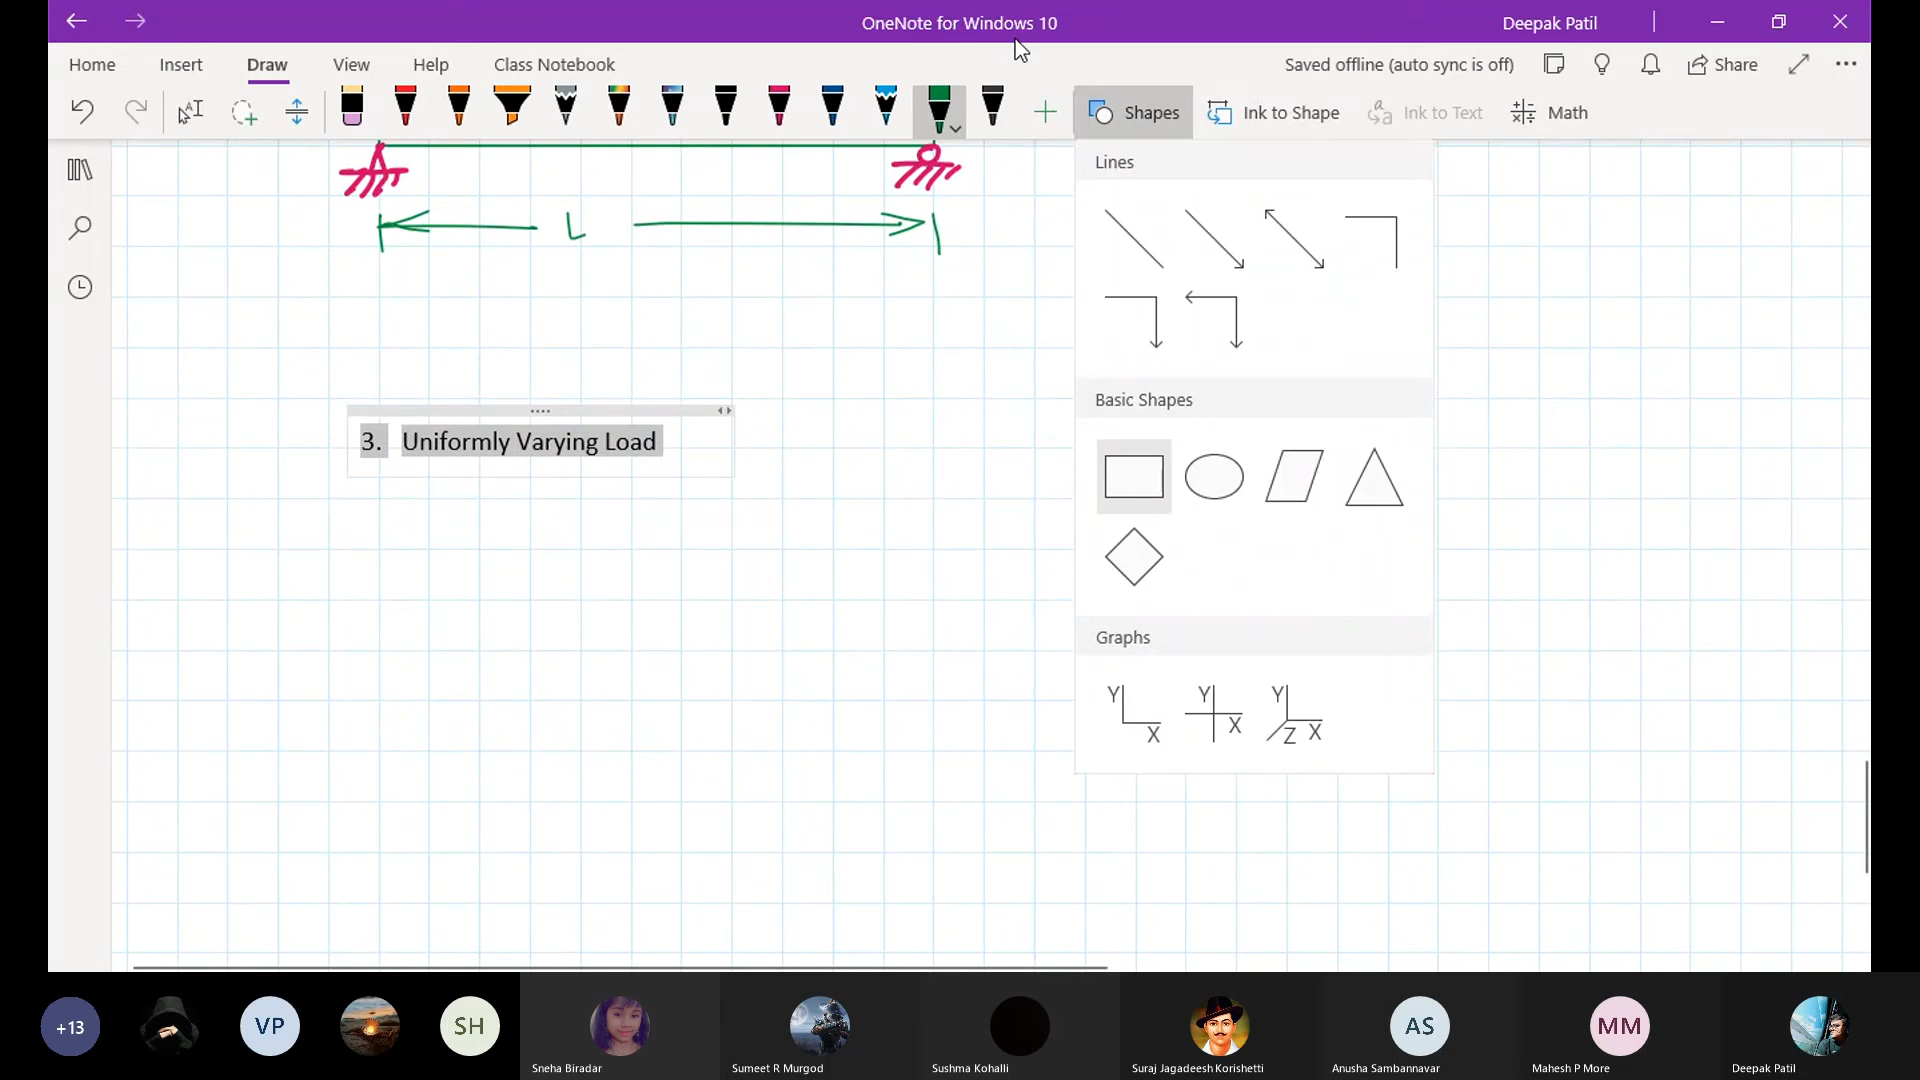 OneNote for Windows 10
Deepak Patil
Home
Insert
Draw
View
Help
Class Notebook
Saved offline (auto sync is off)
Share
Shapes
Ink to Shape
Ink to Text
Math
Lines
L
Basic Shapes
3. Uniformly Varying Load
Graphs
Y X
Y X
Y Z X
+13
VP
SH
AS
MM
Sneha Biradar
Sumeet R Murgod
Sushma Kohalli
Suraj Jagadeesh Korishetti
Anusha Sambannavar
Mahesh P More
Deepak Patil